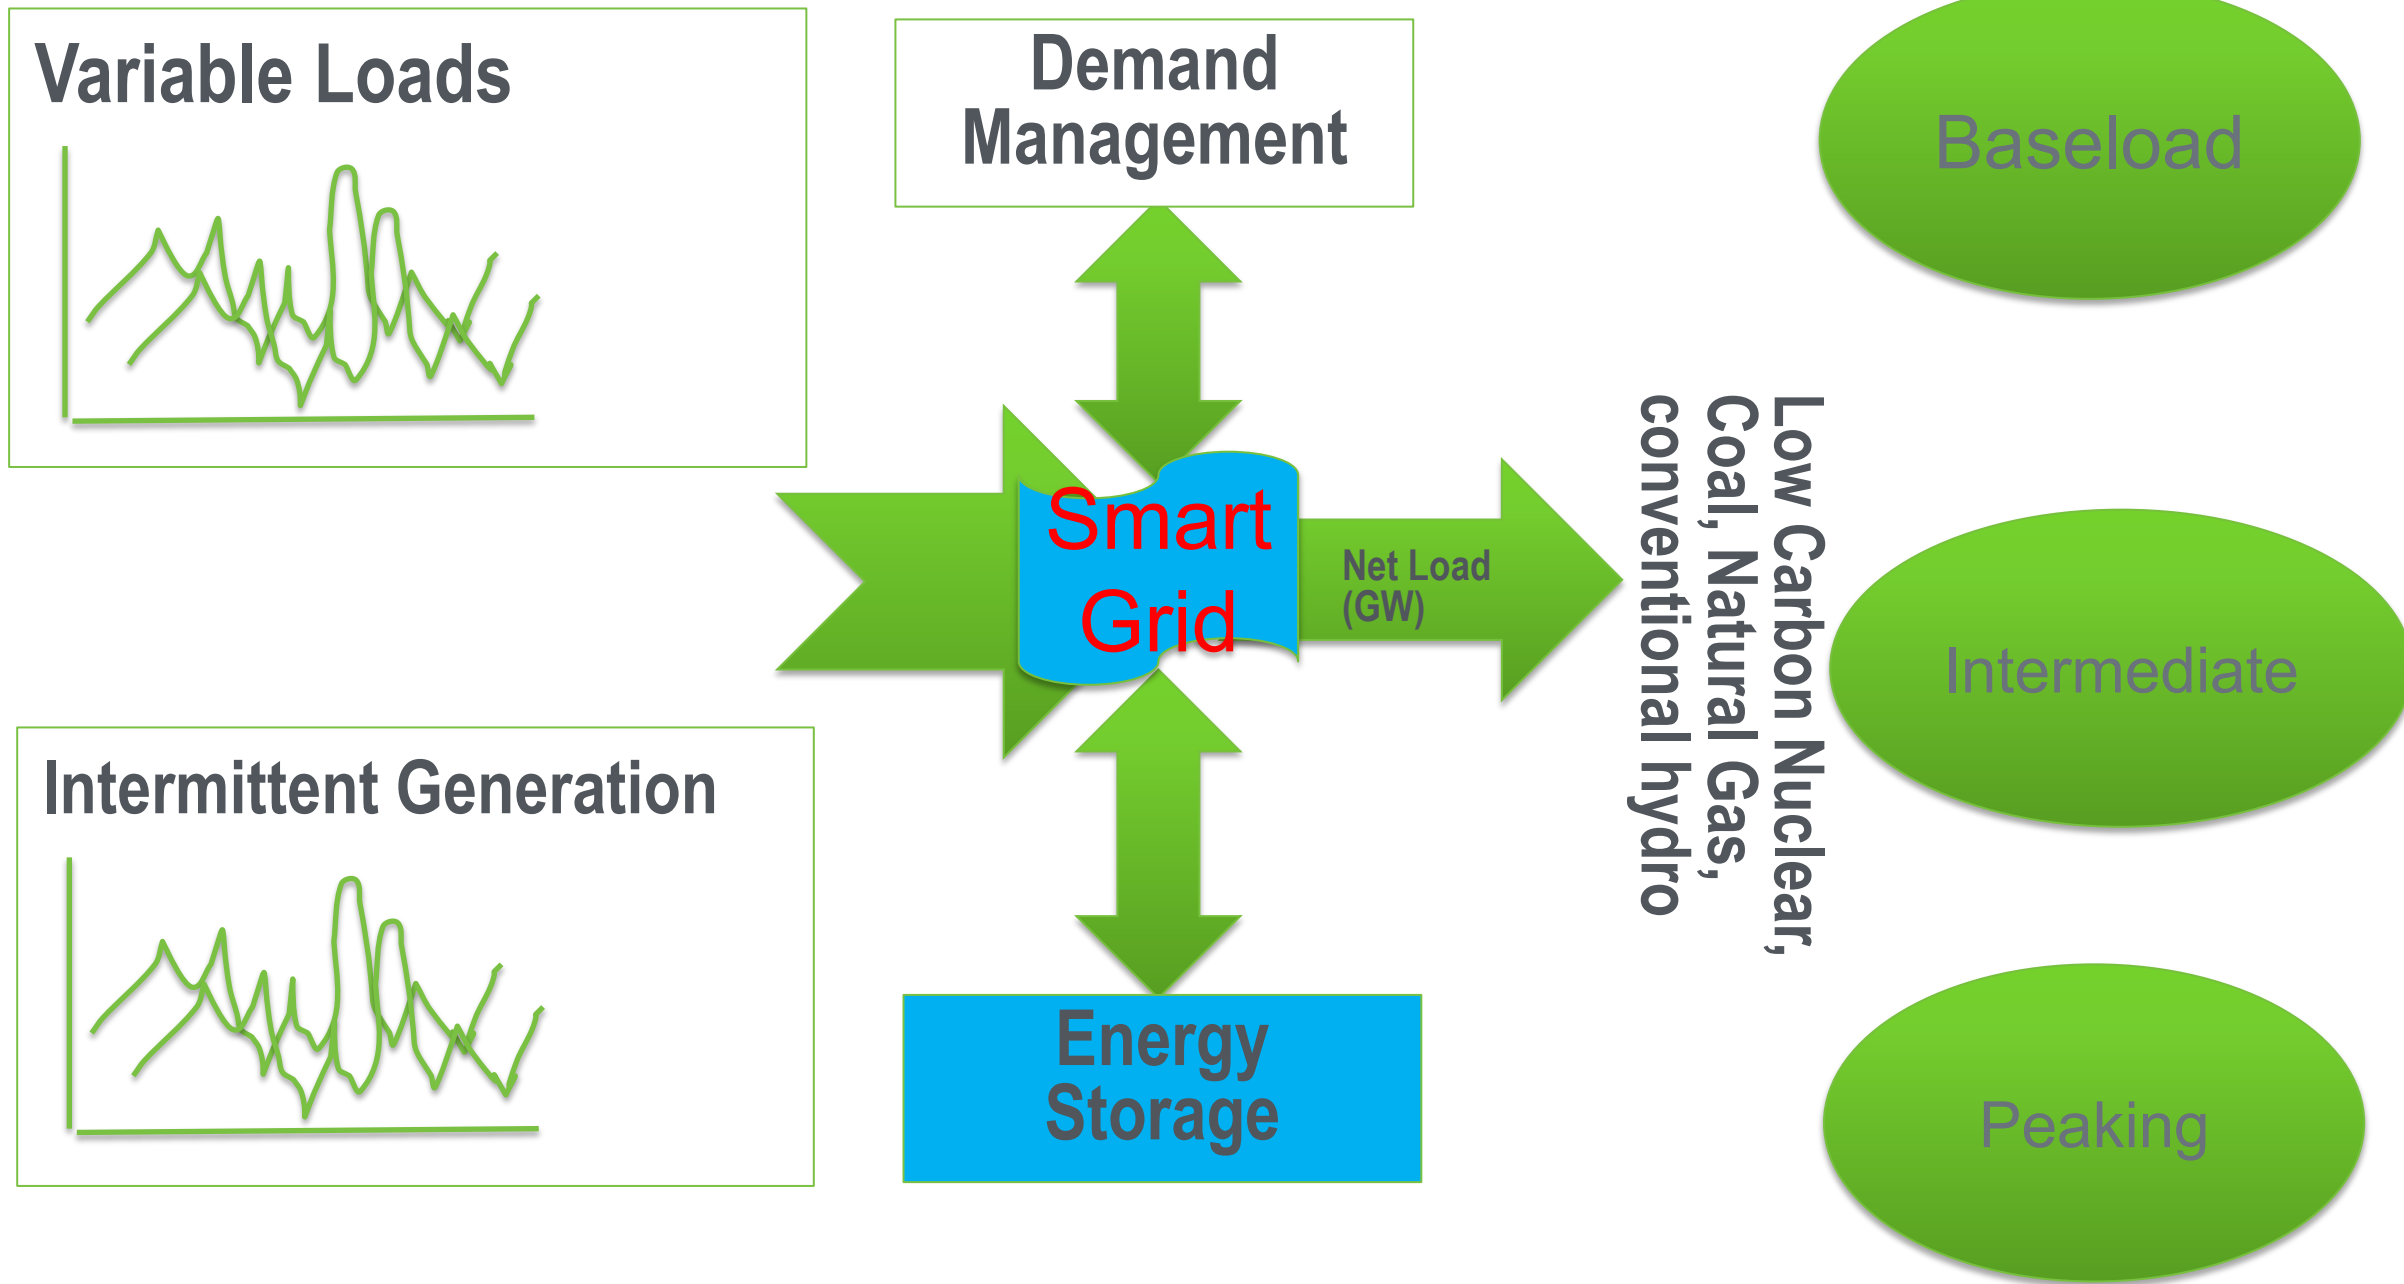 Variable Loads
Demand
Management
Baseload
Smart
Grid
Net Load
(GW)
Low Carbon Nuclear,
Coal, Natural Gas,
conventional hydro
Intermediate
Intermittent Generation
Energy
Storage
Peaking